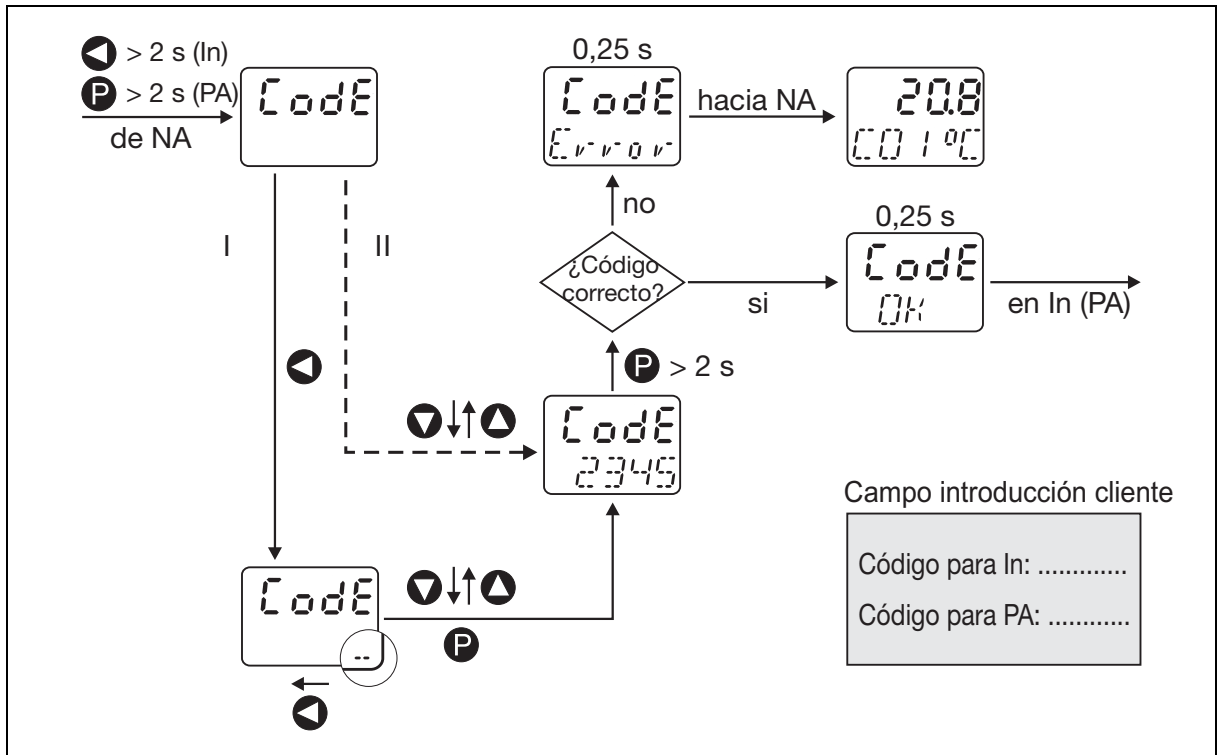 > 2 s (In)
P > 2 s (PA)
de NA
CodE
I
II
0,25 s
CodE
Error
hacia NA
20.8
C01 °C
no
¿Código
correcto?
si
0,25 s
CodE
OK
en In (PA)
P > 2 s
CodE
2345
CodE
--
P
Campo introducción cliente
Código para In: .............
Código para PA: ............